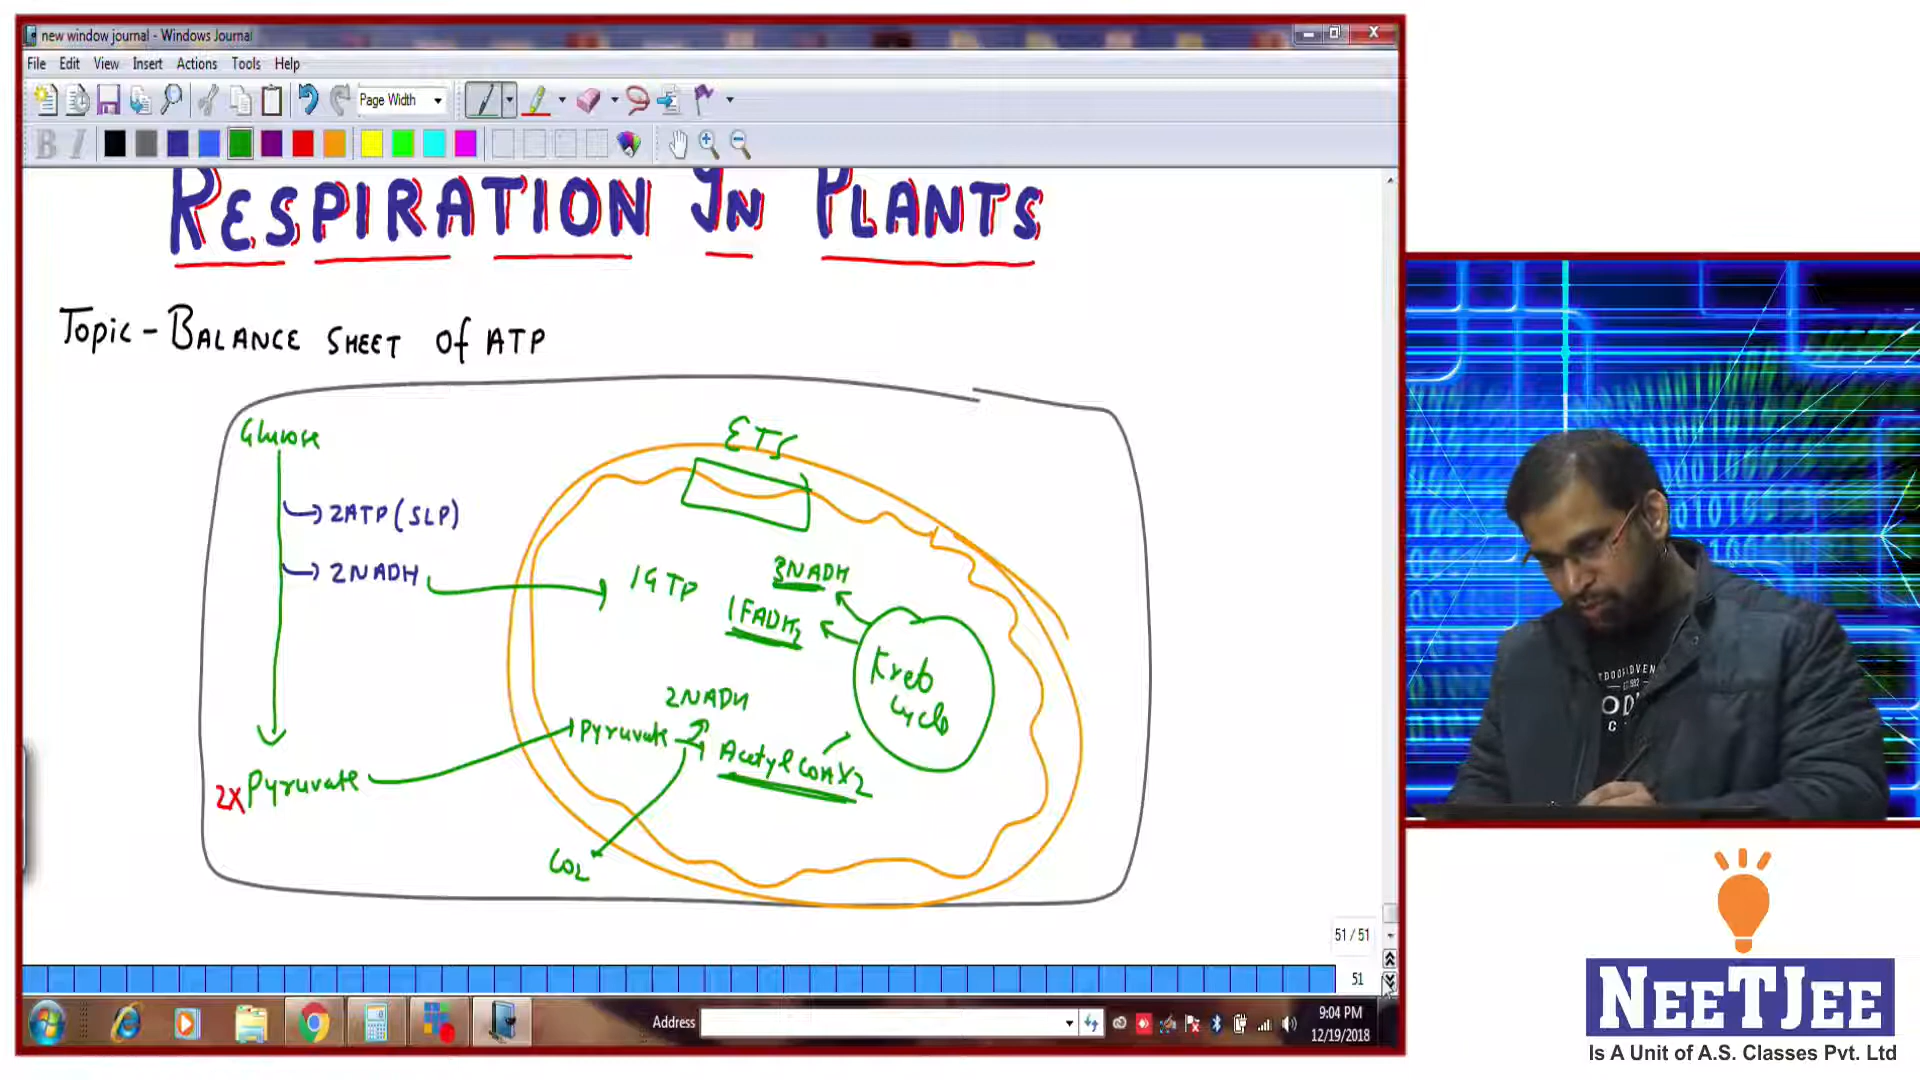 new window journal - Windows Journal
File Edit View Insert Actions Tools Help
Page Width
B I
RESPIRATION IN PLANTS
Topic - BALANCE SHEET Of ATP
Glucose
2ATP (SLP)
2NADH
2X Pyruvate
ETS
1GTP
3NADH
1FADH2
Kreb
Cycle
2NADH
Pyruvate
Acetyl CoA X2
CO2
51 / 51
51
Address
9:04 PM
12/19/2018
NEETJEE
Is A Unit of A.S. Classes Pvt. Ltd